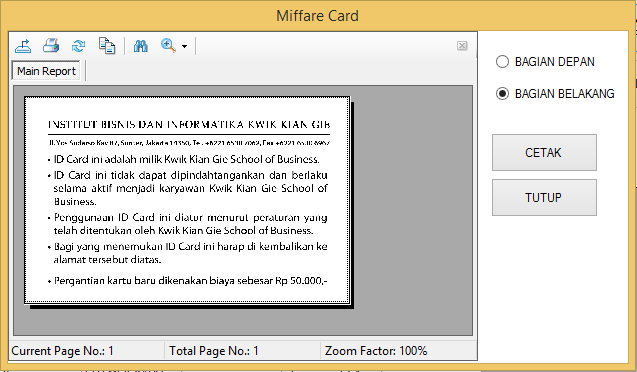 Miffare Card
Main Report
INSTITUT BISNIS DAN INFORMATIKA KWIK KIAN GIE
Jl. Yos Sudarso Kav 87, Sunter, Jakarta 14350, Tel. +6221 6530 7062, Fax +6221 6530 6967
• ID Card ini adalah milik Kwik Kian Gie School of Business.
• ID Card ini tidak dapat dipindahtangankan dan berlaku
selama aktif menjadi karyawan Kwik Kian Gie School of
Business.
• Penggunaan ID Card ini diatur menurut peraturan yang
telah ditentukan oleh Kwik Kian Gie School of Business.
• Bagi yang menemukan ID Card ini harap di kembalikan ke
alamat tersebut diatas.
• Pergantian kartu baru dikenakan biaya sebesar Rp 50.000,-
Current Page No.: 1 Total Page No.: 1 Zoom Factor: 100%
BAGIAN DEPAN
BAGIAN BELAKANG
CETAK
TUTUP